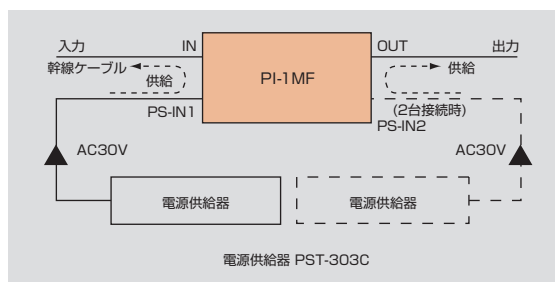 入力
IN
OUT
出力
幹線ケーブル
供給
PI-1MF
供給
PS-IN1
(2台接続時)
PS-IN2
AC30V
AC30V
電源供給器
電源供給器
電源供給器 PST-303C